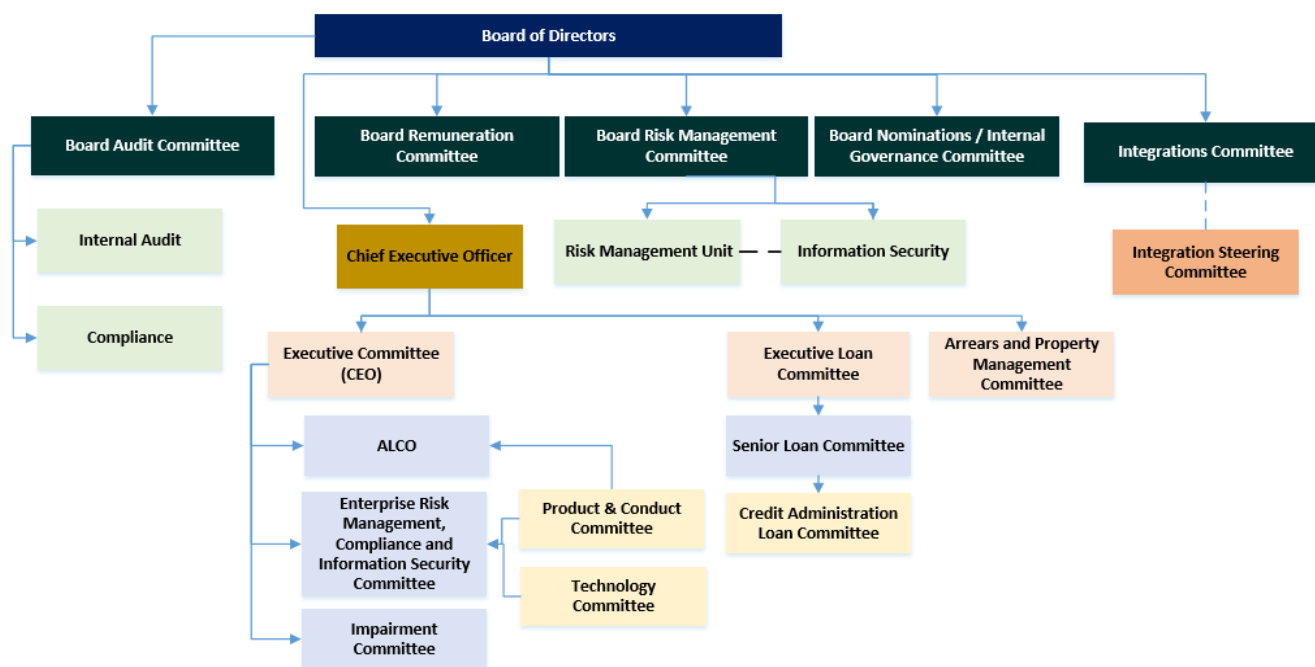 Board of Directors
Board Audit Committee
Board Remuneration
Committee
Board Risk Management
Committee
Board Nominations / Internal
Governance Committee
Integrations Committee
Internal Audit
Compliance
Chief Executive Officer
Risk Management Unit
Information Security
Integration Steering
Committee
Executive Committee
(CEO)
Executive Loan
Committee
Arrears and Property
Management
Committee
ALCO
Senior Loan Committee
Enterprise Risk
Management,
Compliance and
Information Security
Committee
Product & Conduct
Committee
Credit Administration
Loan Committee
Technology
Committee
Impairment
Committee